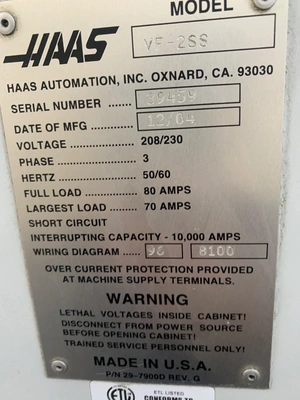 MODEL
HAAS VF-2SS
HAAS AUTOMATION, INC. OXNARD, CA. 93030
SERIAL NUMBER ........ 39459
DATE OF MFG ............ 12/04
VOLTAGE ................... 208/230
PHASE ....................... 3
HERTZ ........................ 50/60
FULL LOAD ................ 80 AMPS
LARGEST LOAD ......... 70 AMPS
SHORT CIRCUIT
INTERRUPTING CAPACITY - 10,000 AMPS
WIRING DIAGRAM ..... 96 8100
OVER CURRENT PROTECTION PROVIDED
AT MACHINE SUPPLY TERMINALS.
WARNING
LETHAL VOLTAGES INSIDE CABINET!
DISCONNECT FROM POWER SOURCE
BEFORE OPENING CABINET!
TRAINED SERVICE PERSONNEL ONLY!
MADE IN U.S.A.
P/N 29-7900D REV. G
ETL LISTED
CONFORMS TO
ETL